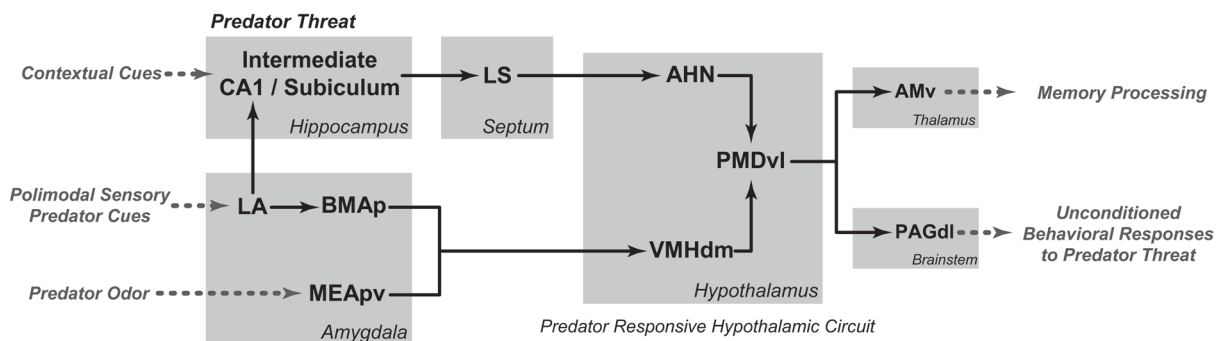 Predator Threat
Contextual Cues
Intermediate
CA1 / Subiculum
Hippocampus
LS
Septum
AHN
PMDvl
VMHdm
Hypothalamus
Predator Responsive Hypothalamic Circuit
AMv
Thalamus
Memory Processing
Polimodal Sensory
Predator Cues
LA
BMAp
Predator Odor
MEApv
Amygdala
PAGdl
Brainstem
Unconditioned
Behavioral Responses
to Predator Threat